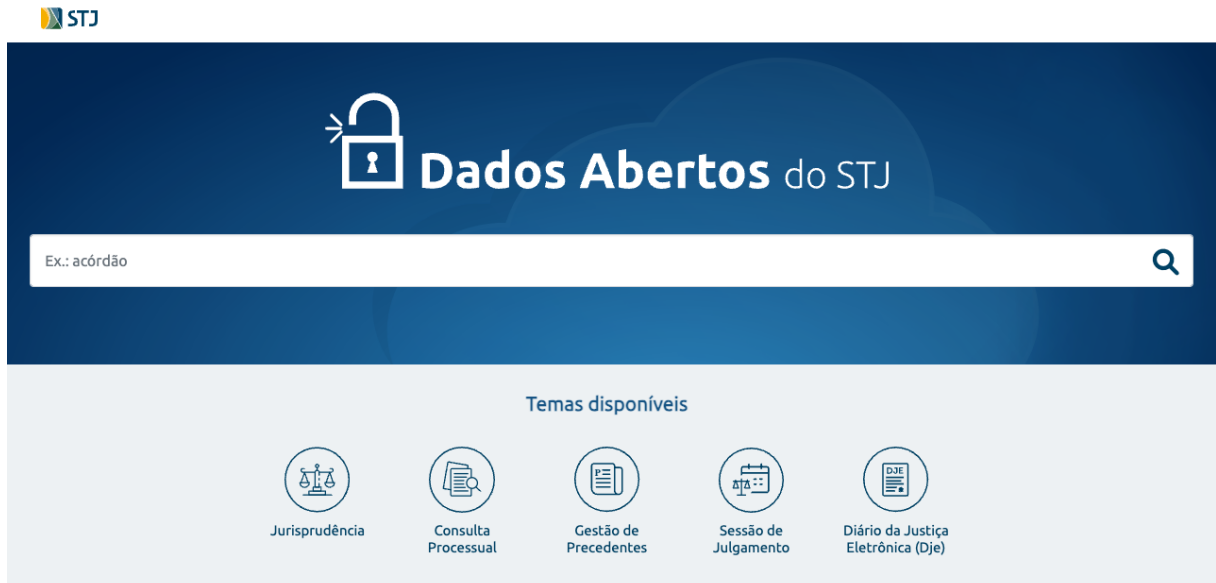 STJ
Dados Abertos do STJ
Ex.: acórdão
Temas disponíveis
Jurisprudência
Consulta
Processual
P
Gestão de
Precedentes
Sessão de
Julgamento
DJE
Diário da Justiça
Eletrônica (Dje)